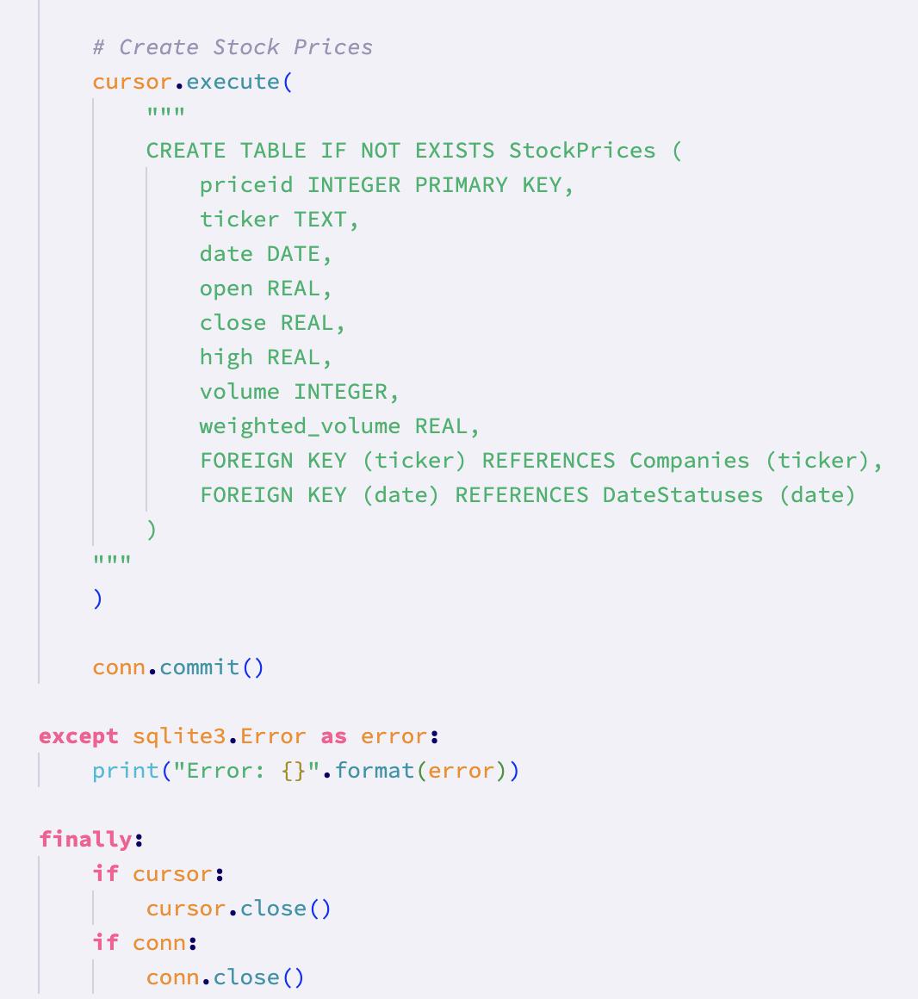 # Create Stock Prices
cursor.execute(
"""
CREATE TABLE IF NOT EXISTS StockPrices (
priceid INTEGER PRIMARY KEY,
ticker TEXT,
date DATE,
open REAL,
close REAL,
high REAL,
volume INTEGER,
weighted_volume REAL,
FOREIGN KEY (ticker) REFERENCES Companies (ticker),
FOREIGN KEY (date) REFERENCES DateStatuses (date)
)
"""
)
conn.commit()
except sqlite3.Error as error:
print("Error: {}".format(error))
finally:
if cursor:
cursor.close()
if conn:
conn.close()